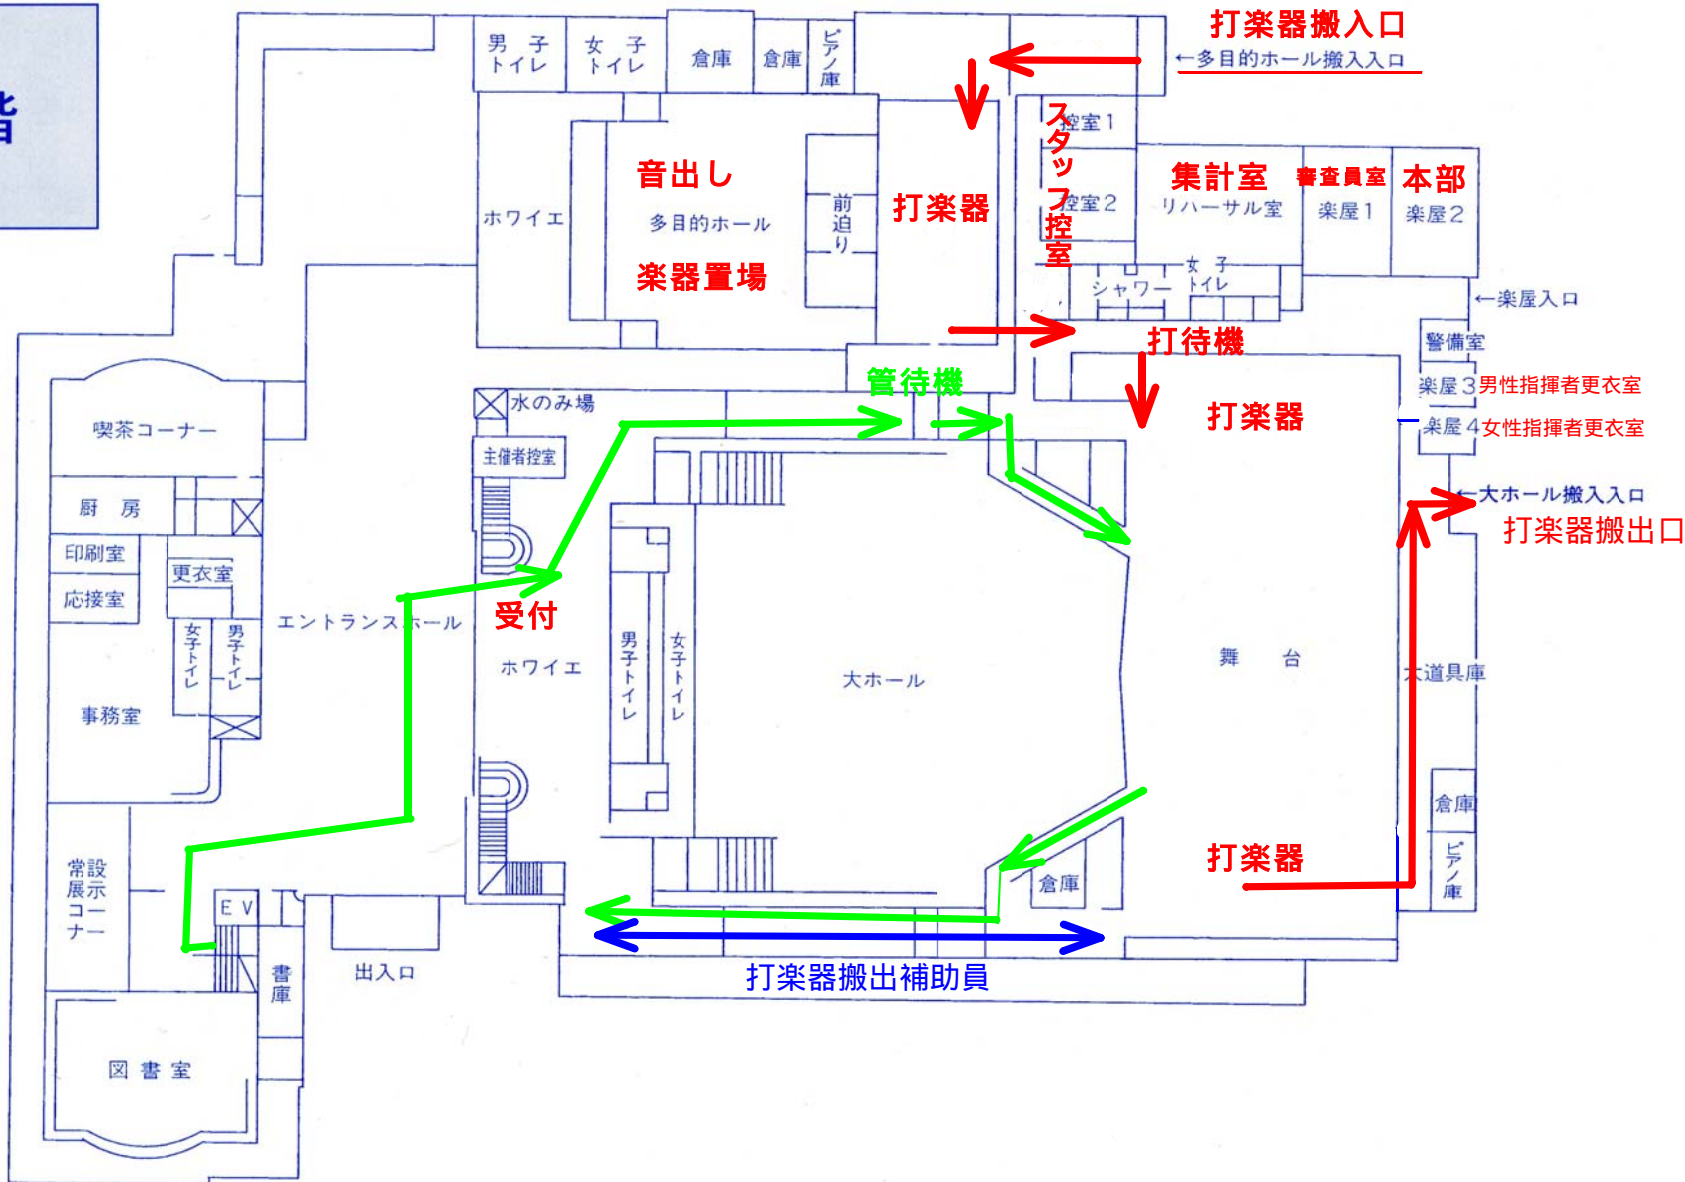 階
打楽器搬入口
←多目的ホール搬入入口
男子
トイレ
女子
トイレ
倉庫
倉庫
ピアノ庫
スタッフ控室
控室1
控室2
音出し
多目的ホール
楽器置場
ホワイエ
前迫り
打楽器
集計室
リハーサル室
審査員室
楽屋1
本部
楽屋2
女子
トイレ
シャワー
←楽屋入口
打待機
警備室
楽屋3 男性指揮者更衣室
楽屋4 女性指揮者更衣室
打楽器
管待機
水のみ場
主催者控室
喫茶コーナー
厨房
印刷室
応接室
更衣室
女子トイレ
男子トイレ
事務室
エントランスホール
受付
ホワイエ
男子トイレ
女子トイレ
大ホール
舞台
←大ホール搬入入口
打楽器搬出口
大道具庫
倉庫
ピアノ庫
打楽器
倉庫
常設
展示
コーナー
EV
書庫
出入口
打楽器搬出補助員
図書室